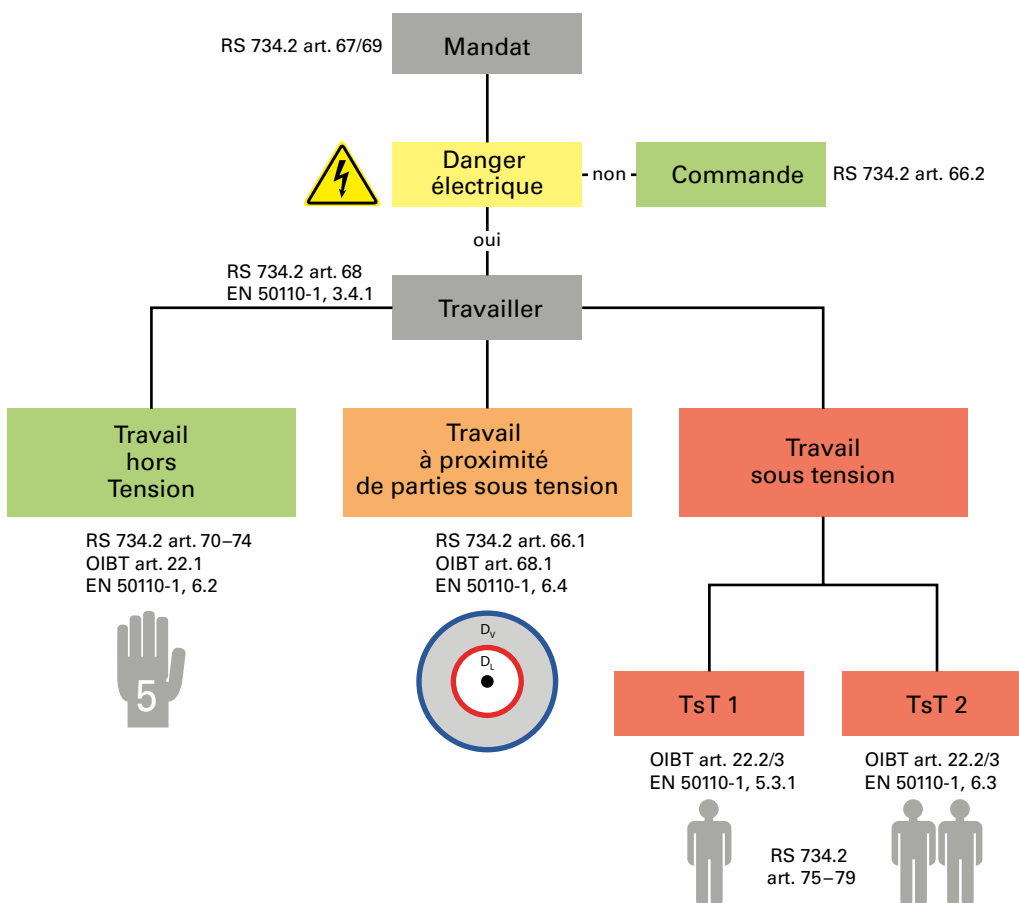 RS 734.2 art. 67/69
Mandat
Danger
électrique
non
Commande
RS 734.2 art. 66.2
oui
RS 734.2 art. 68
EN 50110-1, 3.4.1
Travailler
Travail
hors
Tension
Travail
à proximité
de parties sous tension
Travail
sous tension
RS 734.2 art. 70–74
OIBT art. 22.1
EN 50110-1, 6.2
5
RS 734.2 art. 66.1
OIBT art. 68.1
EN 50110-1, 6.4
DV
DL
TsT 1
TsT 2
OIBT art. 22.2/3
EN 50110-1, 5.3.1
OIBT art. 22.2/3
EN 50110-1, 6.3
RS 734.2
art. 75–79